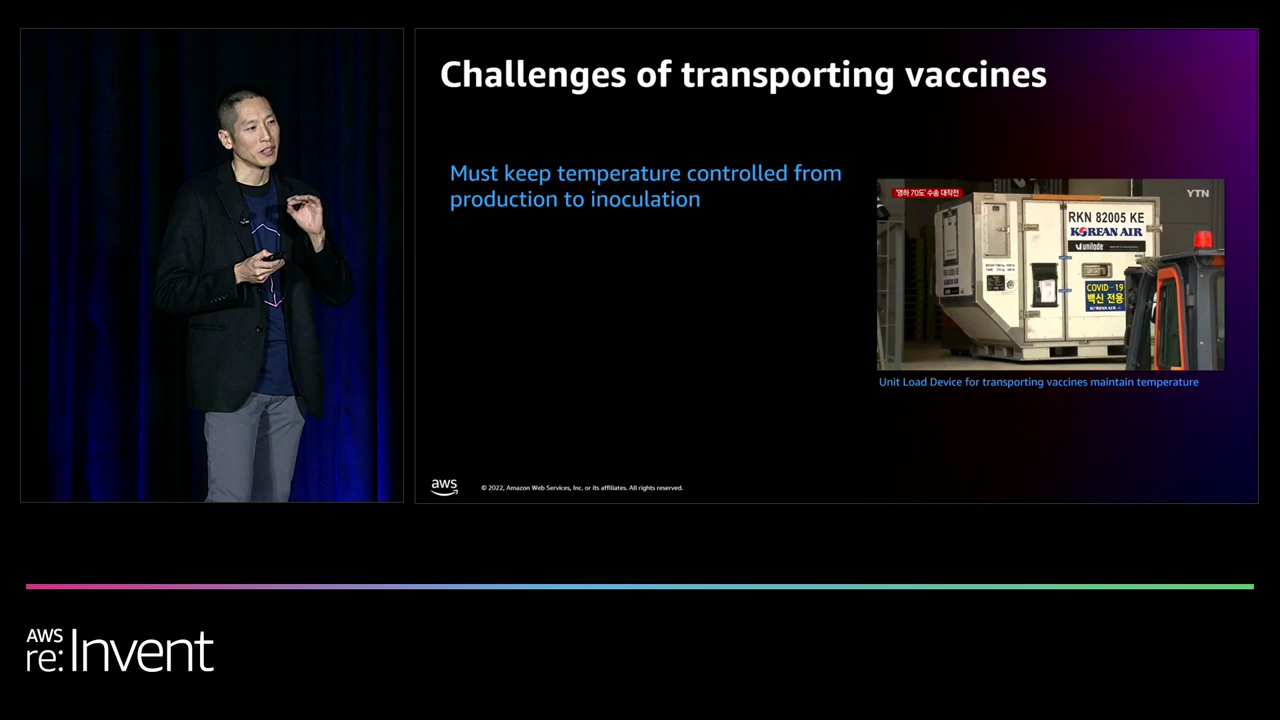 Challenges of transporting vaccines
Must keep temperature controlled from
production to inoculation
'영하 70도' 수송 대작전
YTN
RKN 82005 KE
KOREAN AIR
unilode
COVID-19
백신 전용
KOREAN AIR
Unit Load Device for transporting vaccines maintain temperature
aws
© 2022, Amazon Web Services, Inc. or its affiliates. All rights reserved.
AWS
re:Invent